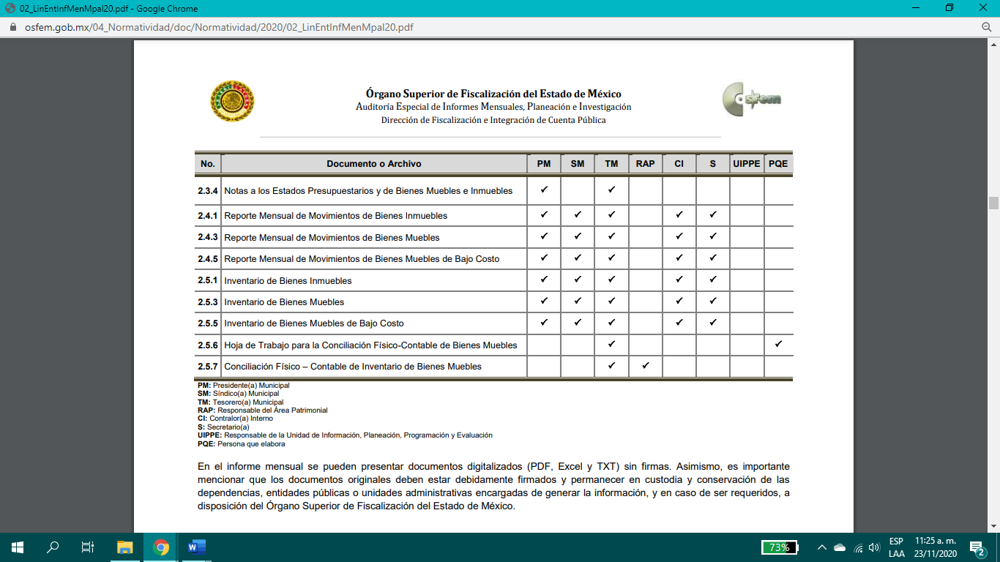 02_LinEntInfMenMpal20.pdf - Google Chrome
osfem.gob.mx/04_Normatividad/doc/Normatividad/2020/02_LinEntInfMenMpal20.pdf
Órgano Superior de Fiscalización del Estado de México
Auditoría Especial de Informes Mensuales, Planeación e Investigación
Dirección de Fiscalización e Integración de Cuenta Pública
osfem
No. Documento o Archivo PM SM TM RAP CI S UIPPE PQE
2.3.4 Notas a los Estados Presupuestarios y de Bienes Muebles e Inmuebles ✓ ✓
2.4.1 Reporte Mensual de Movimientos de Bienes Inmuebles ✓ ✓ ✓ ✓ ✓
2.4.3 Reporte Mensual de Movimientos de Bienes Muebles ✓ ✓ ✓ ✓ ✓
2.4.5 Reporte Mensual de Movimientos de Bienes Muebles de Bajo Costo ✓ ✓ ✓ ✓ ✓
2.5.1 Inventario de Bienes Inmuebles ✓ ✓ ✓ ✓ ✓
2.5.3 Inventario de Bienes Muebles ✓ ✓ ✓ ✓ ✓
2.5.5 Inventario de Bienes Muebles de Bajo Costo ✓ ✓ ✓ ✓ ✓
2.5.6 Hoja de Trabajo para la Conciliación Físico-Contable de Bienes Muebles ✓ ✓
2.5.7 Conciliación Físico – Contable de Inventario de Bienes Muebles ✓ ✓
PM: Presidente(a) Municipal
SM: Síndico(a) Municipal
TM: Tesorero(a) Municipal
RAP: Responsable del Área Patrimonial
CI: Contralor(a) Interno
S: Secretario(a)
UIPPE: Responsable de la Unidad de Información, Planeación, Programación y Evaluación
PQE: Persona que elabora
En el informe mensual se pueden presentar documentos digitalizados (PDF, Excel y TXT) sin firmas. Asimismo, es importante
mencionar que los documentos originales deben estar debidamente firmados y permanecer en custodia y conservación de las
dependencias, entidades públicas o unidades administrativas encargadas de generar la información, y en caso de ser requeridos, a
disposición del Órgano Superior de Fiscalización del Estado de México.
73%
ESP
LAA
11:25 a. m.
23/11/2020
2